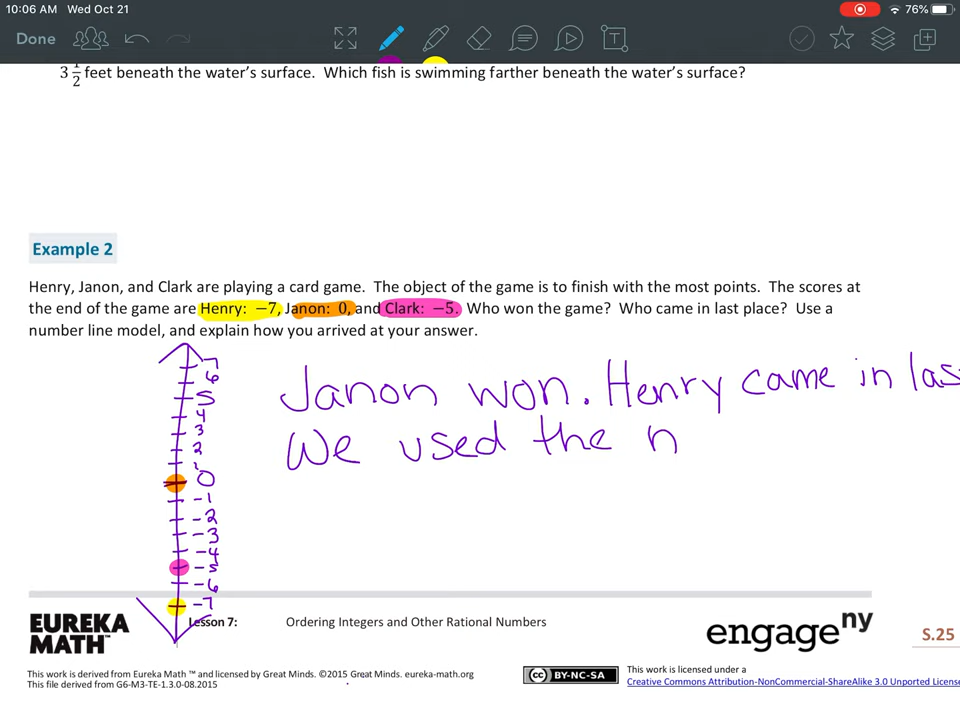 10:06 AM Wed Oct 21
76%
Done
T
3 1/2 feet beneath the water's surface. Which fish is swimming farther beneath the water's surface?
Example 2
Henry, Janon, and Clark are playing a card game. The object of the game is to finish with the most points. The scores at
the end of the game are Henry: −7, Janon: 0, and Clark: −5. Who won the game? Who came in last place? Use a
number line model, and explain how you arrived at your answer.
7
6
5
4
3
2
1
0
-1
-2
-3
-4
-5
-6
-7
Janon won. Henry came in las
We used the n
EUREKA
MATH™
Lesson 7:
Ordering Integers and Other Rational Numbers
engageny
S.25
This work is derived from Eureka Math ™ and licensed by Great Minds. ©2015 Great Minds. eureka-math.org
This file derived from G6-M3-TE-1.3.0-08.2015
cc BY-NC-SA
This work is licensed under a
Creative Commons Attribution-NonCommercial-ShareAlike 3.0 Unported License